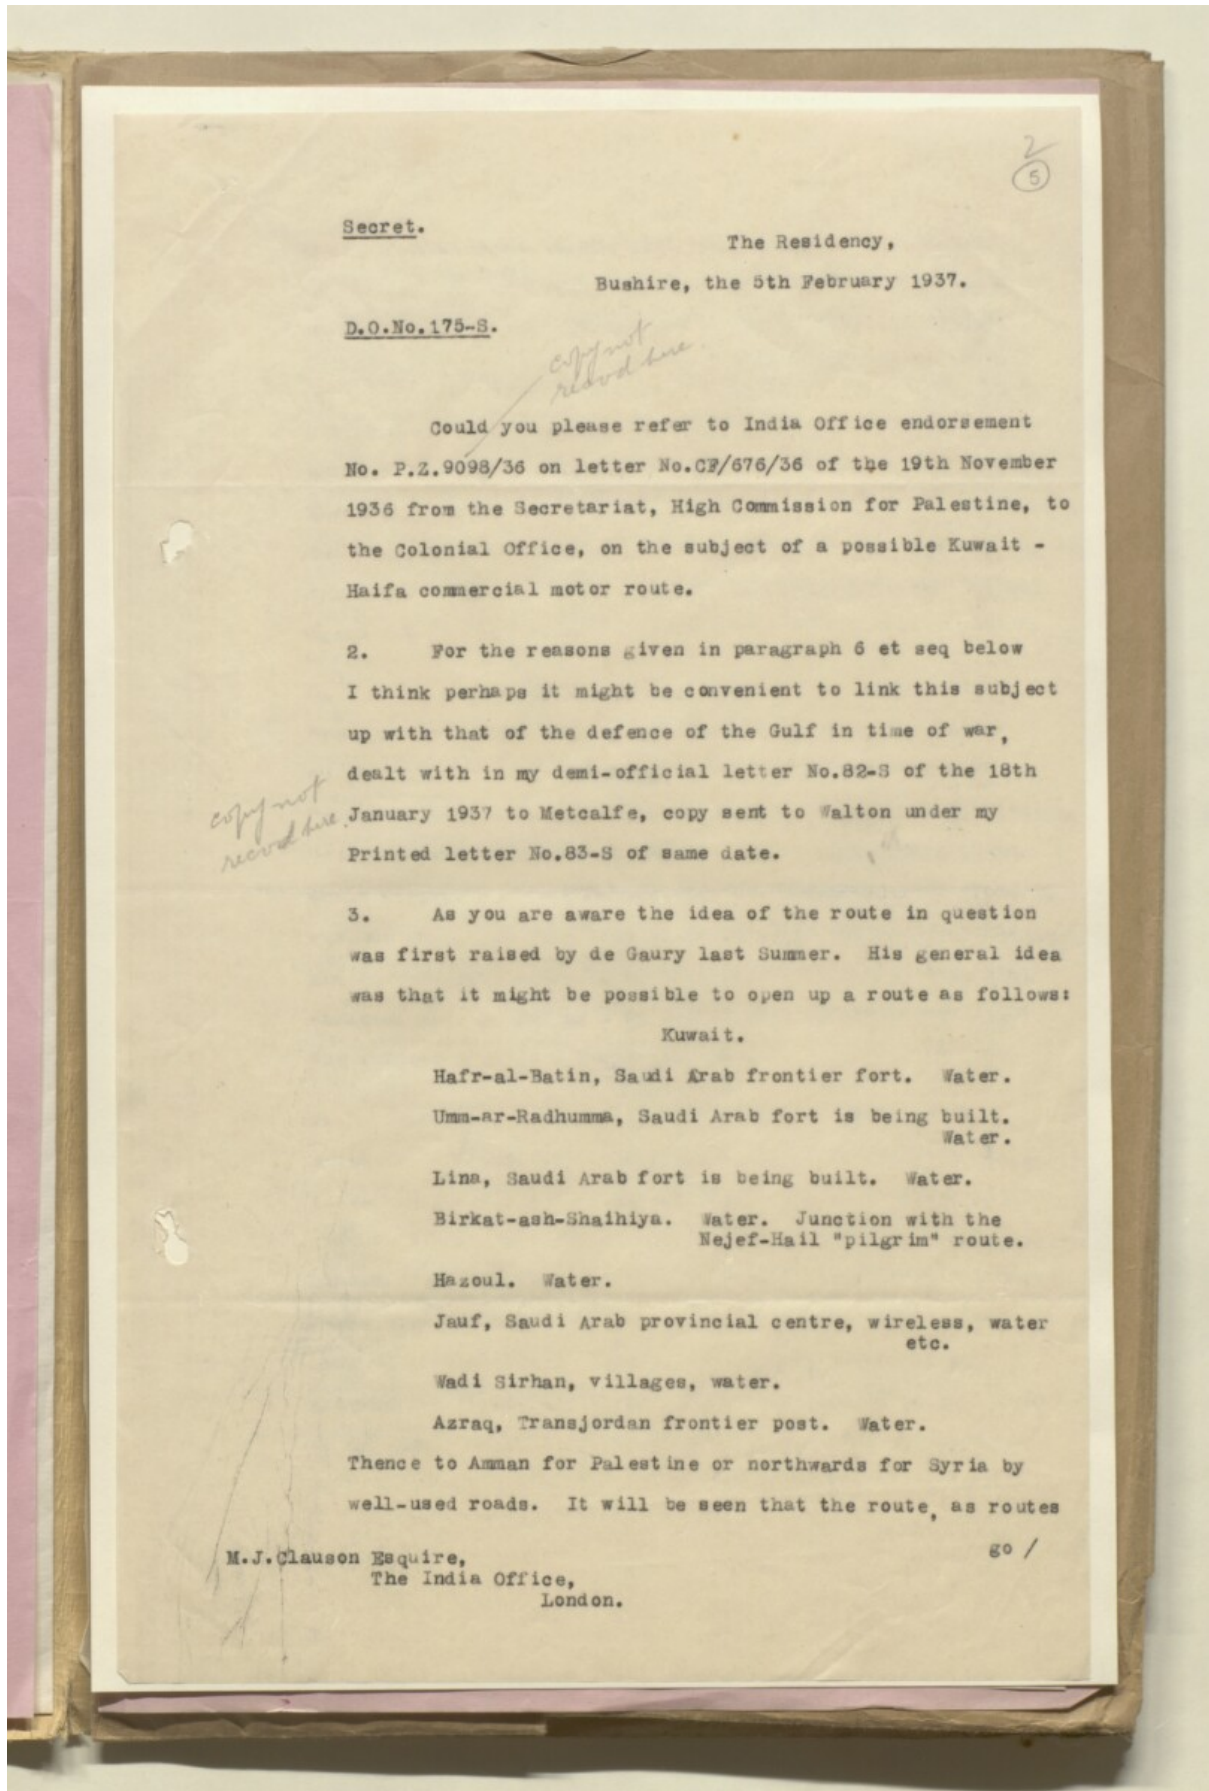 2
5
Secret.
The Residency,
Bushire, the 5th February 1937.
D.O.No.175-S.
copy not
recevd here.
Could you please refer to India Office endorsement
No. P.Z.9098/36 on letter No.CF/676/36 of the 19th November
1936 from the Secretariat, High Commission for Palestine, to
the Colonial Office, on the subject of a possible Kuwait -
Haifa commercial motor route.
2. For the reasons given in paragraph 6 et seq below
I think perhaps it might be convenient to link this subject
up with that of the defence of the Gulf in time of war,
dealt with in my demi-official letter No.82-S of the 18th
January 1937 to Metcalfe, copy sent to Walton under my
Printed letter No.83-S of same date.
copy not
recevd here.
3. As you are aware the idea of the route in question
was first raised by de Gaury last Summer. His general idea
was that it might be possible to open up a route as follows:
Kuwait.
Hafr-al-Batin, Saudi Arab frontier fort. Water.
Umm-ar-Radhumma, Saudi Arab fort is being built.
Water.
Lina, Saudi Arab fort is being built. Water.
Birkat-ash-Shaihiya. Water. Junction with the
Nejef-Hail "pilgrim" route.
Hazoul. Water.
Jauf, Saudi Arab provincial centre, wireless, water
etc.
Wadi Sirhan, villages, water.
Azraq, Transjordan frontier post. Water.
Thence to Amman for Palestine or northwards for Syria by
well-used roads. It will be seen that the route, as routes
go /
M.J.Clauson Esquire,
The India Office,
London.